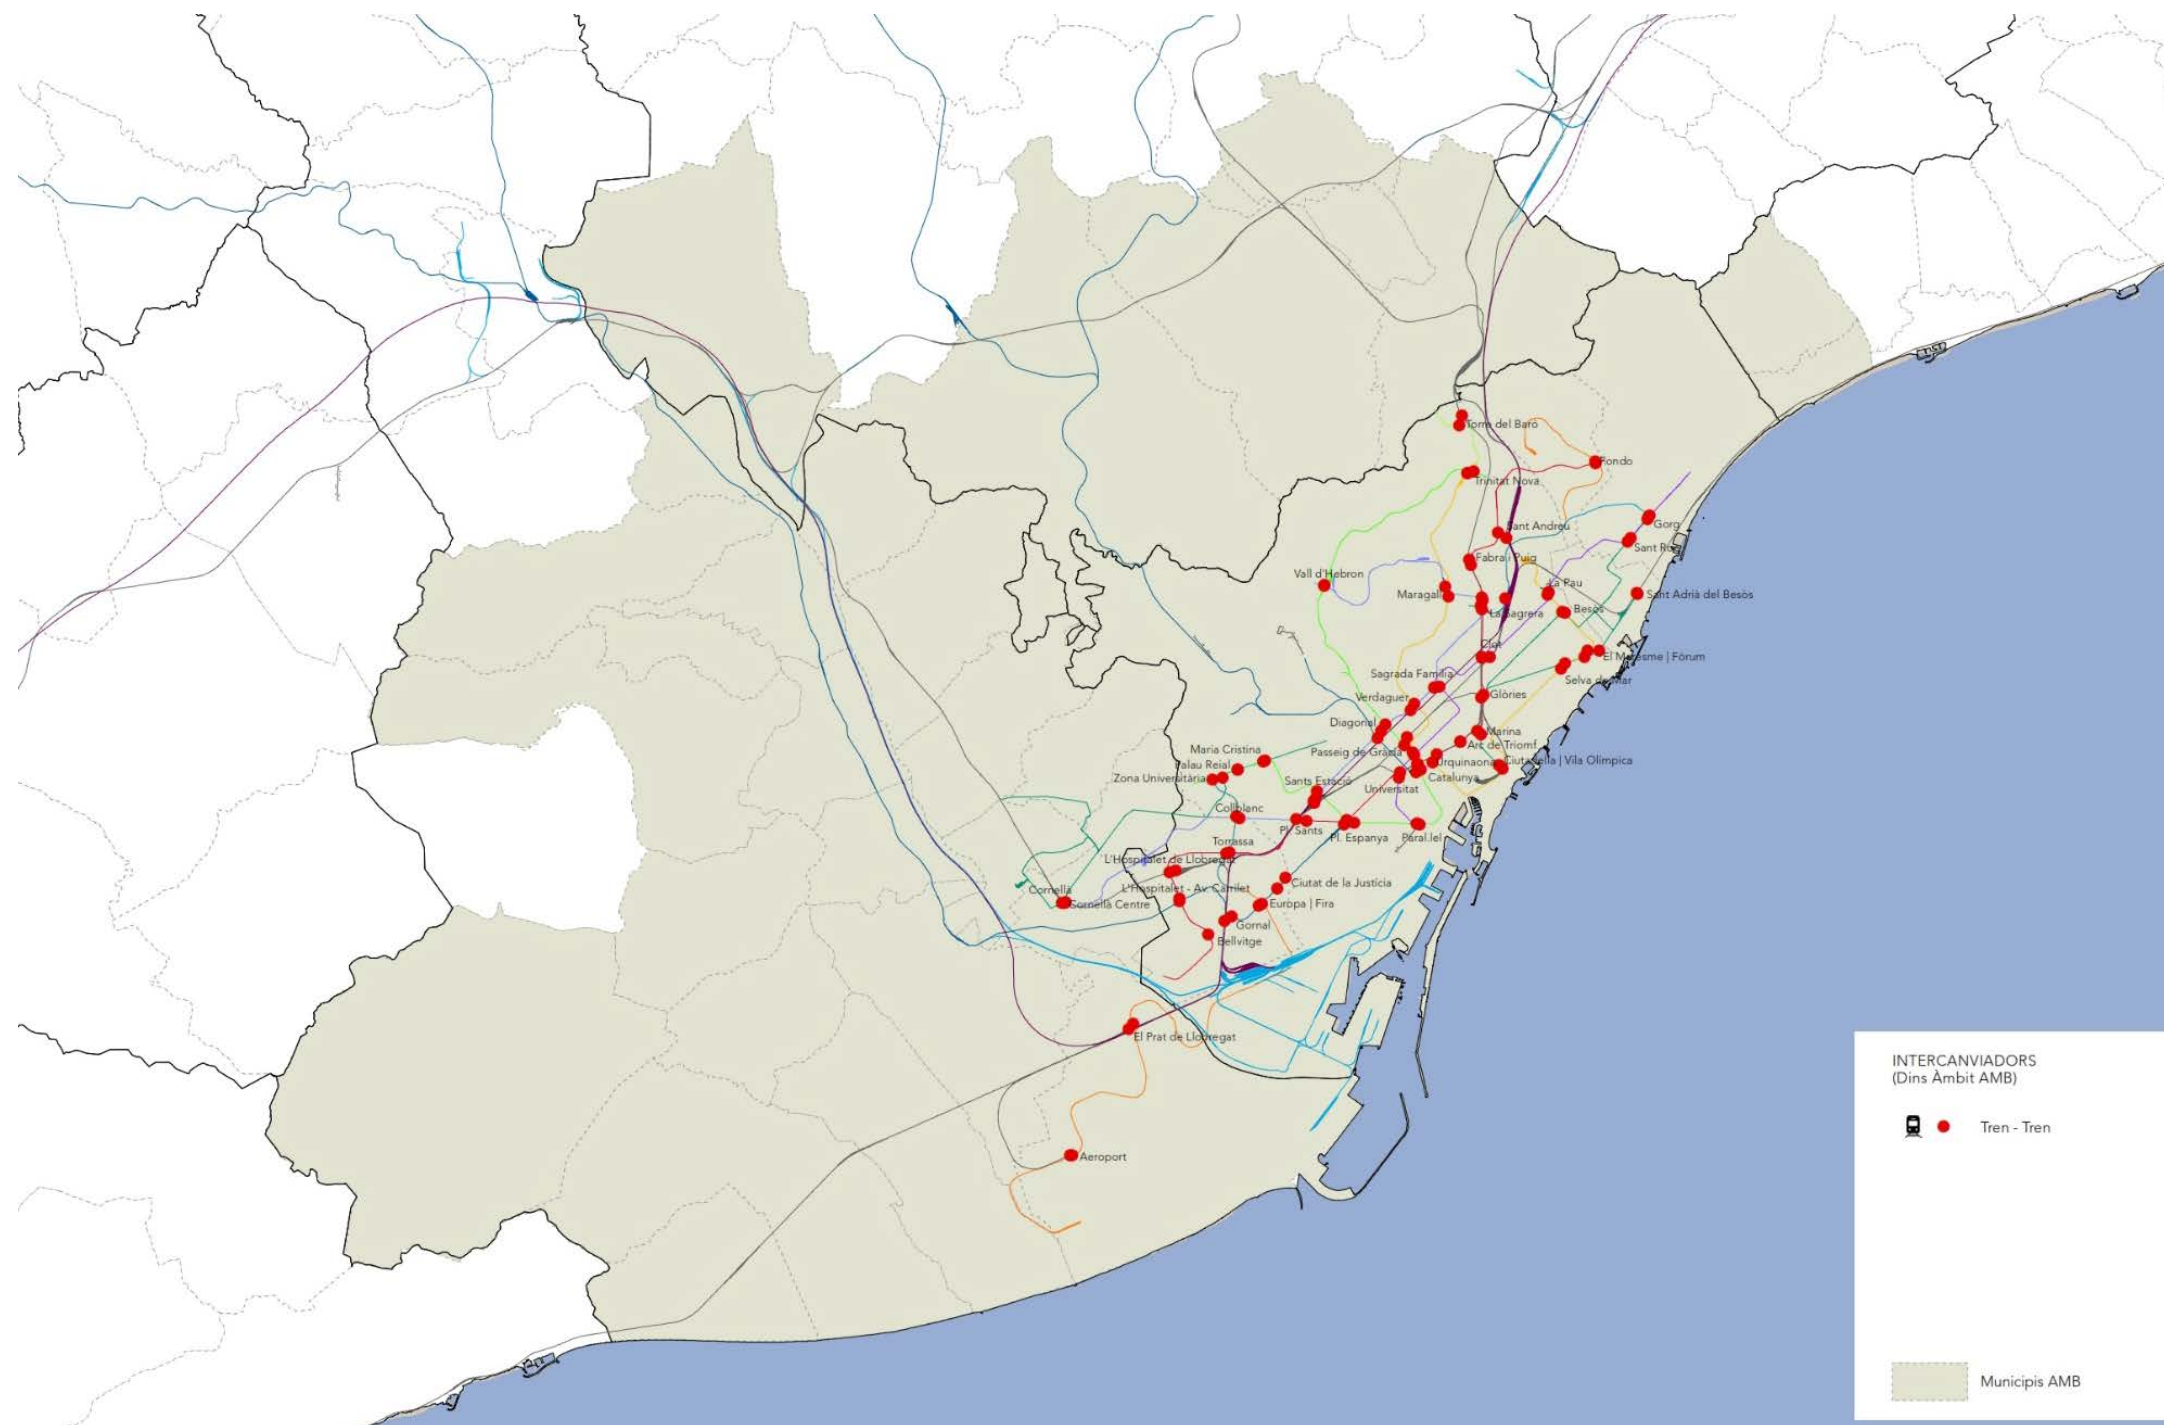 Torre del Baró
Fondo
Trinitat Nova
Gorg
Sant Andreu
Sant Roc
Fabra i Puig
Vall d'Hebron
La Pau
Maragall
Sant Adrià del Besòs
Besòs
La Sagrera
Clot
El Maresme | Fòrum
Sagrada Família
Selva de Mar
Verdaguer
Glòries
Diagonal
Marina
Maria Cristina
Passeig de Gràcia
Arc de Triomf
Palau Reial
Urquinaona
Ciutadella | Vila Olímpica
Zona Universitària
Sants Estació
Catalunya
Universitat
Collblanc
Pl. Sants
Pl. Espanya
Paral.lel
Torrassa
L'Hospitalet de Llobregat
Ciutat de la Justícia
Cornellà
L'Hospitalet - Av. Carrilet
Cornellà Centre
Europa | Fira
Gornal
Bellvitge
El Prat de Llobregat
Aeroport
INTERCANVIADORS
(Dins Àmbit AMB)
Tren - Tren
Municipis AMB